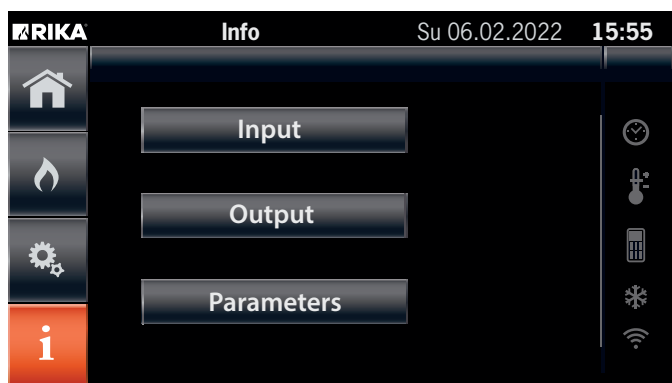 RIKA Info Su 06.02.2022 15:55
Input
Output
Parameters
i